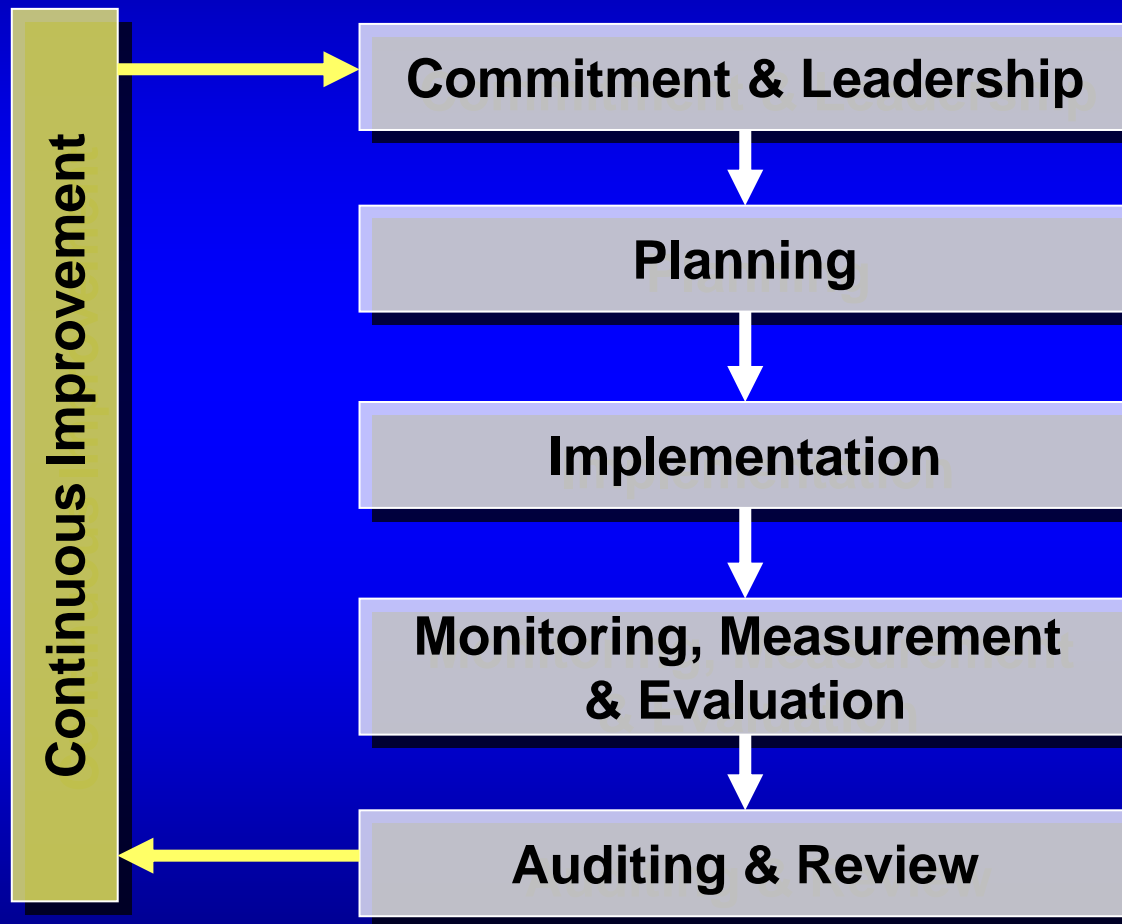 Continuous Improvement
Commitment & Leadership
Planning
Implementation
Monitoring, Measurement
& Evaluation
Auditing & Review